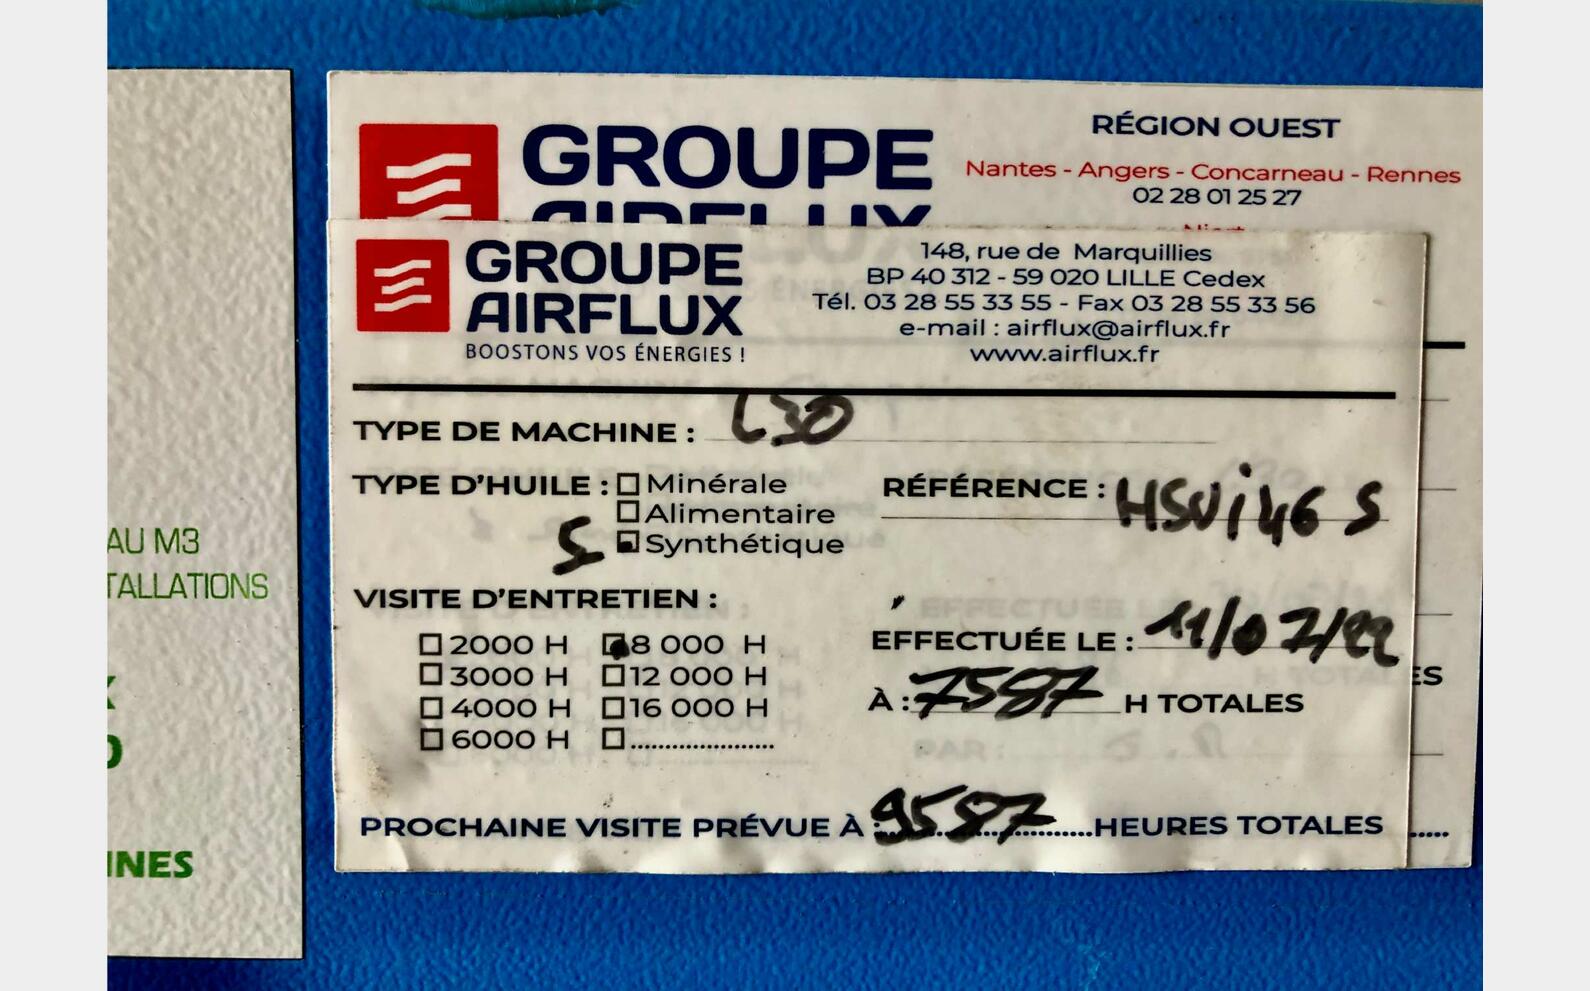 GROUPE
AIRFLUX
RÉGION OUEST
Nantes - Angers - Concarneau - Rennes
02 28 01 25 27
Niort
GROUPE
AIRFLUX
BOOSTONS VOS ÉNERGIES !
148, rue de Marquillies
BP 40 312 - 59 020 LILLE Cedex
Tél. 03 28 55 33 55 - Fax 03 28 55 33 56
e-mail : airflux@airflux.fr
www.airflux.fr
TYPE DE MACHINE : L30
TYPE D'HUILE : Minérale
Alimentaire
S Synthétique
RÉFÉRENCE : HSVi46 S
VISITE D'ENTRETIEN :
2000 H 8 000 H
3000 H 12 000 H
4000 H 16 000 H
6000 H ........................
EFFECTUÉE LE : 11/07/22
À : 7587 H TOTALES
PROCHAINE VISITE PRÉVUE À : 9587 HEURES TOTALES
ES
AU M3
TALLATIONS
INES